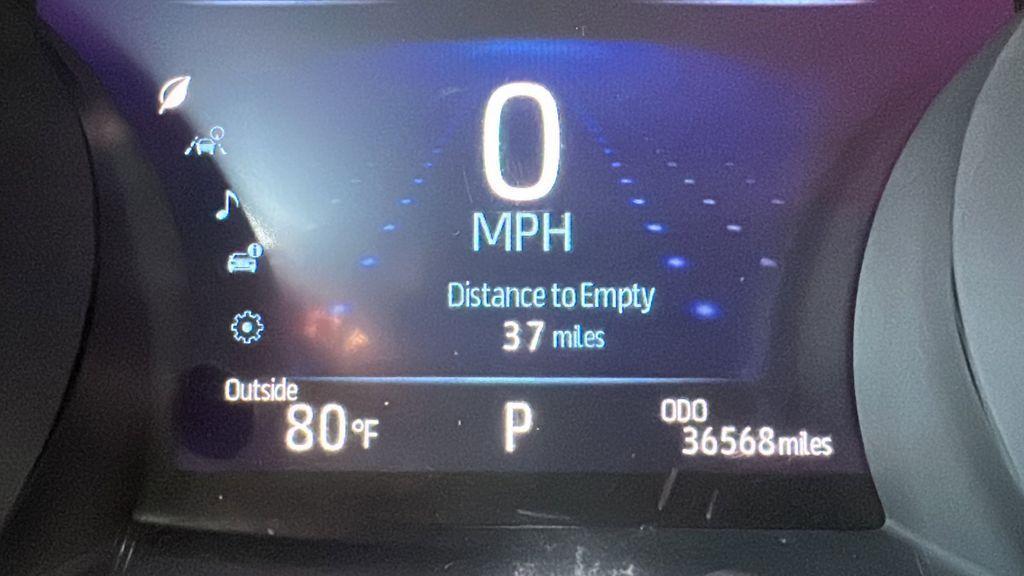 0
MPH
Distance to Empty
37 miles
Outside
80°F
P
ODO
36568 miles